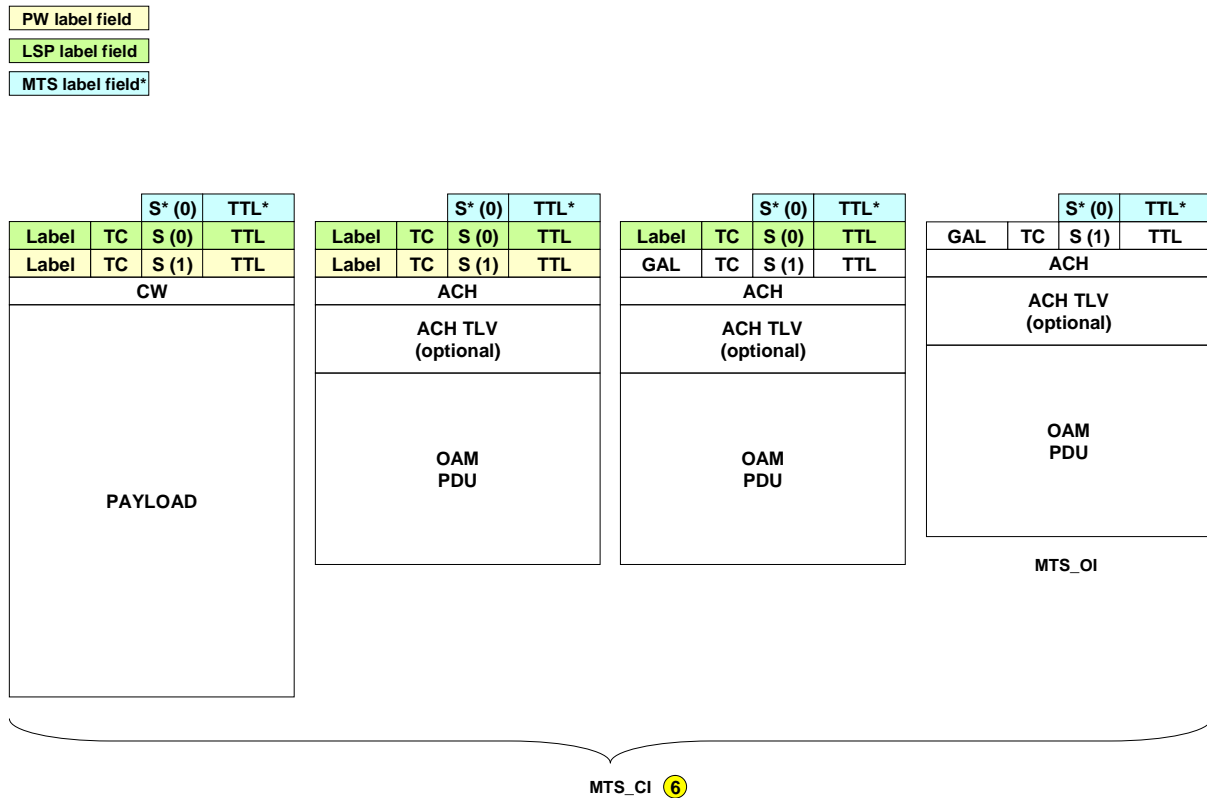 PW label field
LSP label field
MTS label field*
S* (0) TTL*
Label TC S (0) TTL
Label TC S (1) TTL
CW
PAYLOAD
S* (0) TTL*
Label TC S (0) TTL
Label TC S (1) TTL
ACH
ACH TLV
(optional)
OAM
PDU
S* (0) TTL*
Label TC S (0) TTL
GAL TC S (1) TTL
ACH
ACH TLV
(optional)
OAM
PDU
S* (0) TTL*
GAL TC S (1) TTL
ACH
ACH TLV
(optional)
OAM
PDU
MTS_OI
MTS_CI 6